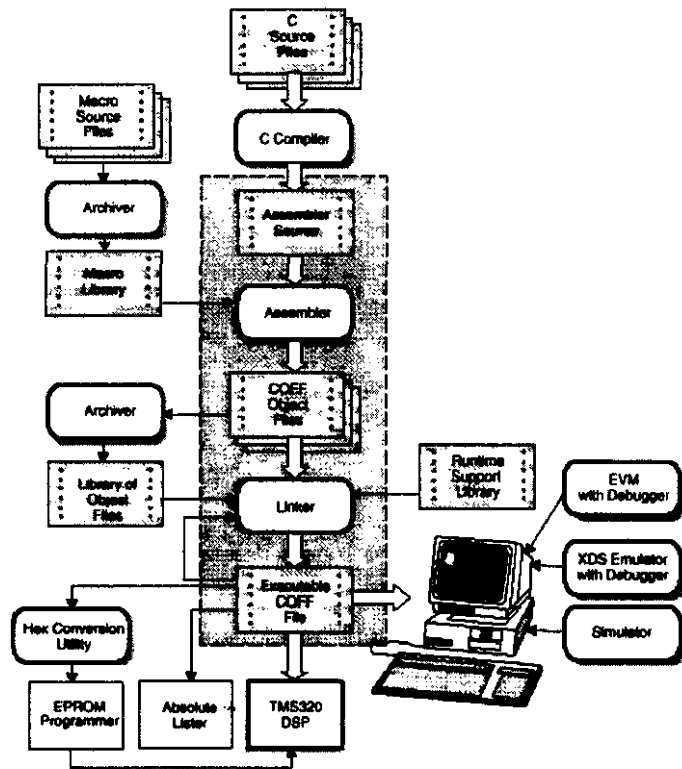 C
Source
Files
Macro
Source
Files
C Compiler
Archiver
Assembler
Source
Macro
Library
Assembler
COFF
Object
Files
Archiver
Library of
Object
Files
Linker
Runtime
Support
Library
EVM
with Debugger
XDS Emulator
with Debugger
Simulator
Executable
COFF
File
Hex Conversion
Utility
EPROM
Programmer
Absolute
Lister
TMS320
DSP